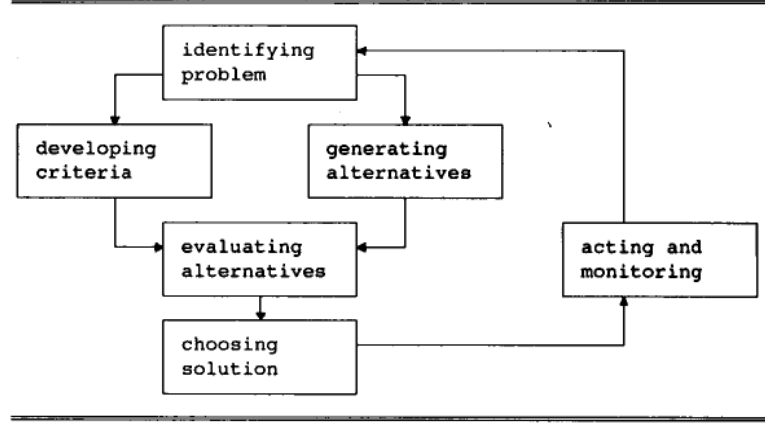 identifying
problem
developing
criteria
generating
alternatives
evaluating
alternatives
acting and
monitoring
choosing
solution